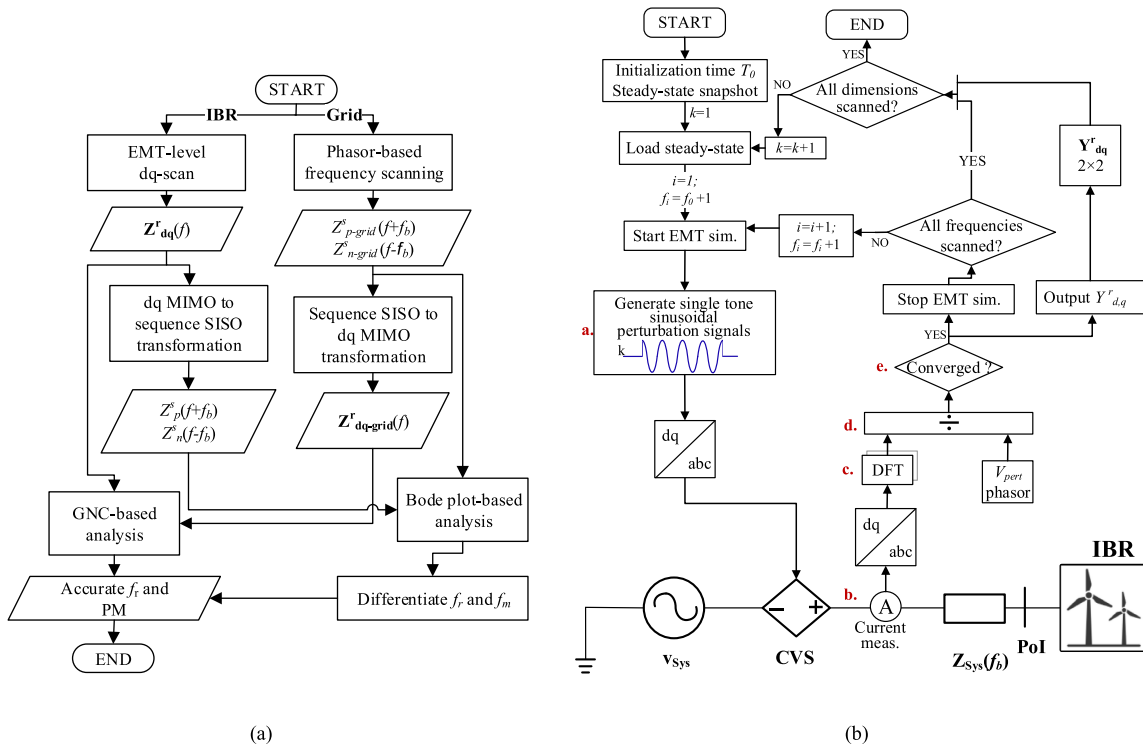 START
IBR
Grid
EMT-level
dq-scan
Phasor-based
frequency scanning
Z^r_dq(f)
Z^s_p-grid(f+f_b)
Z^s_n-grid(f-f_b)
dq MIMO to
sequence SISO
transformation
Sequence SISO to
dq MIMO
transformation
Z^s_p(f+f_b)
Z^s_n(f-f_b)
Z^r_dq-grid(f)
GNC-based
analysis
Bode plot-based
analysis
Accurate f_r and
PM
Differentiate f_r and f_m
END
(a)
START
END
Initialization time T_0
Steady-state snapshot
YES
NO
All dimensions
scanned?
k=1
Load steady-state
k=k+1
Y^r_dq
2×2
YES
i=1;
f_i=f_0+1
Start EMT sim.
i=i+1;
f_i=f_i+1
NO
All frequencies
scanned?
Stop EMT sim.
Output Y^r_d,q
a.
Generate single tone
sinusoidal
perturbation signals
k
YES
e.
Converged ?
d.
÷
dq
abc
c.
DFT
V_pert
phasor
dq
abc
IBR
b.
−
+
A
Current
meas.
PoI
v_Sys
CVS
Z_Sys(f_b)
(b)